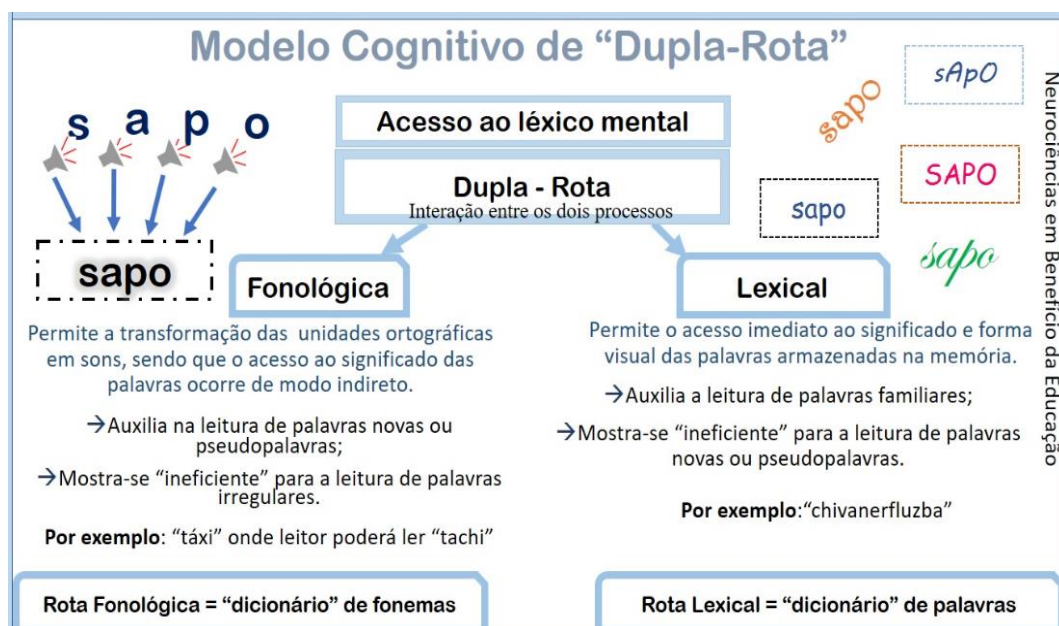 Modelo Cognitivo de “Dupla-Rota”
s a p o
sapo
Acesso ao léxico mental
Dupla - Rota
Interação entre os dois processos
sapo
sApO
SAPO
sapo
sapo
Neurociências em Benefício da Educação
Fonológica
Permite a transformação das unidades ortográficas
em sons, sendo que o acesso ao significado das
palavras ocorre de modo indireto.
→Auxilia na leitura de palavras novas ou
pseudopalavras;
→Mostra-se “ineficiente” para a leitura de palavras
irregulares.
Por exemplo: “táxi” onde leitor poderá ler “tachi”
Rota Fonológica = “dicionário” de fonemas
Lexical
Permite o acesso imediato ao significado e forma
visual das palavras armazenadas na memória.
→Auxilia a leitura de palavras familiares;
→Mostra-se “ineficiente” para a leitura de palavras
novas ou pseudopalavras.
Por exemplo:“chivanerfluzba”
Rota Lexical = “dicionário” de palavras